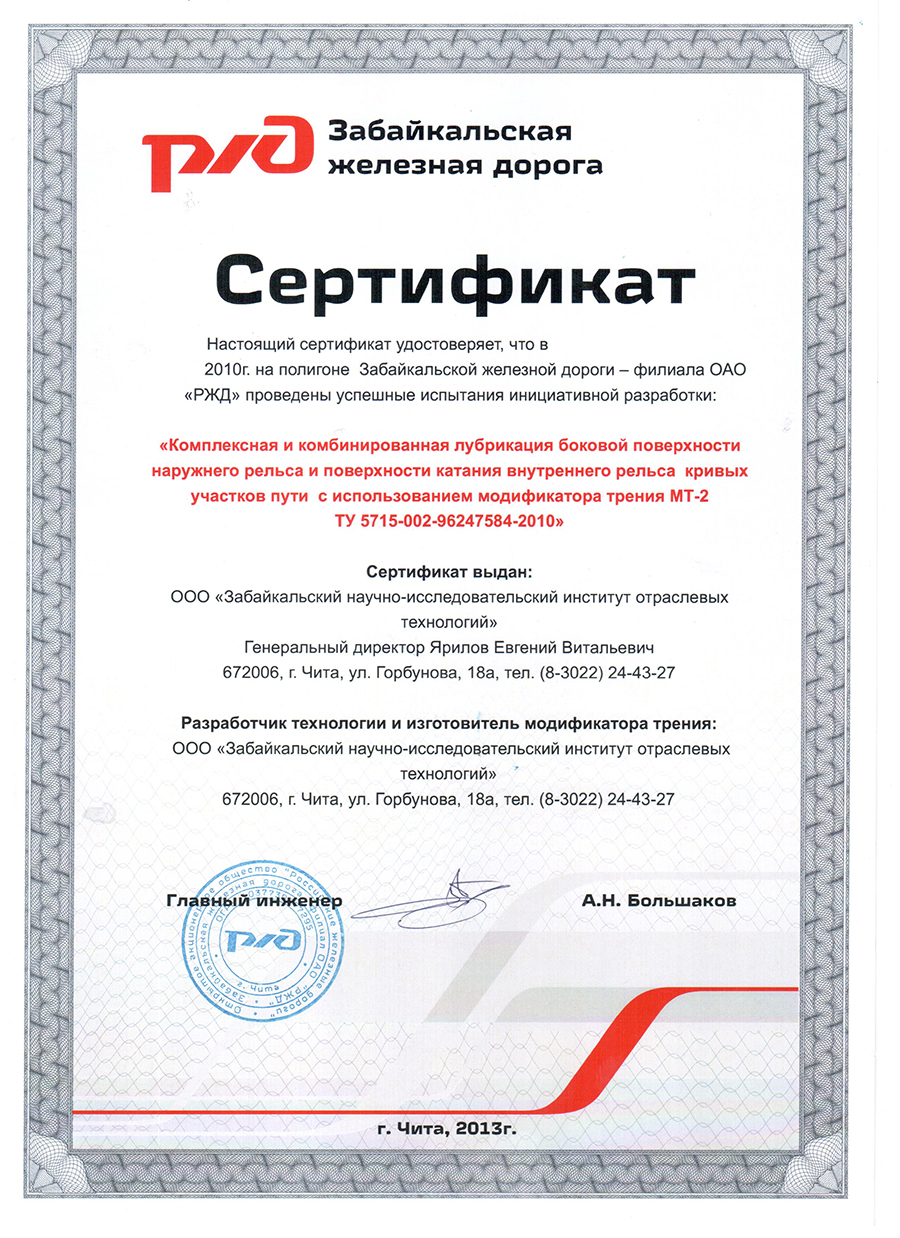 РЖД
Забайкальская
железная дорога
Сертификат
Настоящий сертификат удостоверяет, что в
2010г. на полигоне Забайкальской железной дороги – филиала ОАО
«РЖД» проведены успешные испытания инициативной разработки:
«Комплексная и комбинированная лубрикация боковой поверхности
наружнего рельса и поверхности катания внутреннего рельса кривых
участков пути с использованием модификатора трения МТ-2
ТУ 5715-002-96247584-2010»
Сертификат выдан:
ООО «Забайкальский научно-исследовательский институт отраслевых
технологий»
Генеральный директор Ярилов Евгений Витальевич
672006, г. Чита, ул. Горбунова, 18а, тел. (8-3022) 24-43-27
Разработчик технологии и изготовитель модификатора трения:
ООО «Забайкальский научно-исследовательский институт отраслевых
технологий»
672006, г. Чита, ул. Горбунова, 18а, тел. (8-3022) 24-43-27
Главный инженер
А.Н. Большаков
Открытое акционерное общество "Российские железные дороги"
Забайкальская железная дорога филиал ОАО "РЖД"
РЖД
г. Чита
г. Чита, 2013г.